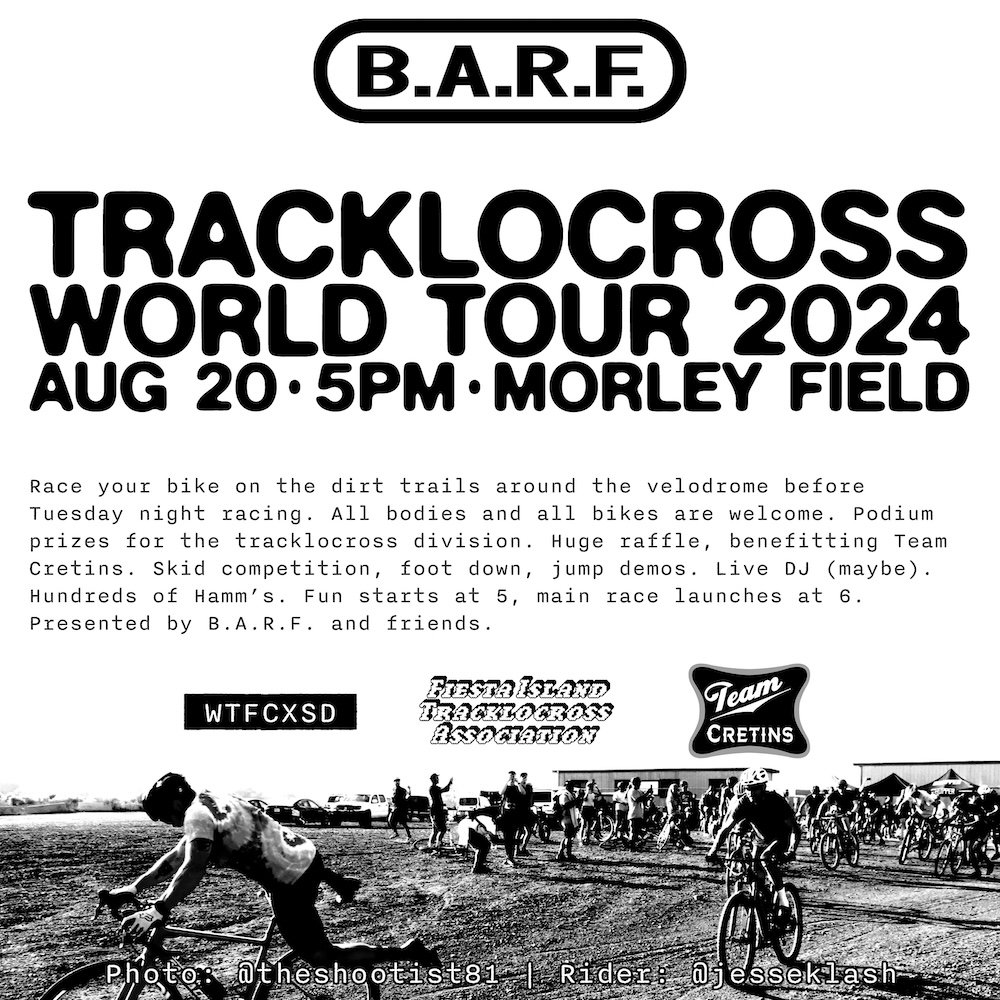 B.A.R.F.
TRACKLOCROSS
WORLD TOUR 2024
AUG 20 · 5PM · MORLEY FIELD
Race your bike on the dirt trails around the velodrome before
Tuesday night racing. All bodies and all bikes are welcome. Podium
prizes for the tracklocross division. Huge raffle, benefitting Team
Cretins. Skid competition, foot down, jump demos. Live DJ (maybe).
Hundreds of Hamm’s. Fun starts at 5, main race launches at 6.
Presented by B.A.R.F. and friends.
WTFCXSD
FIESTA ISLAND
TRACKLOCROSS
ASSOCIATION
Team
CRETINS
Photo: @theshootist81 | Rider: @jesseklash